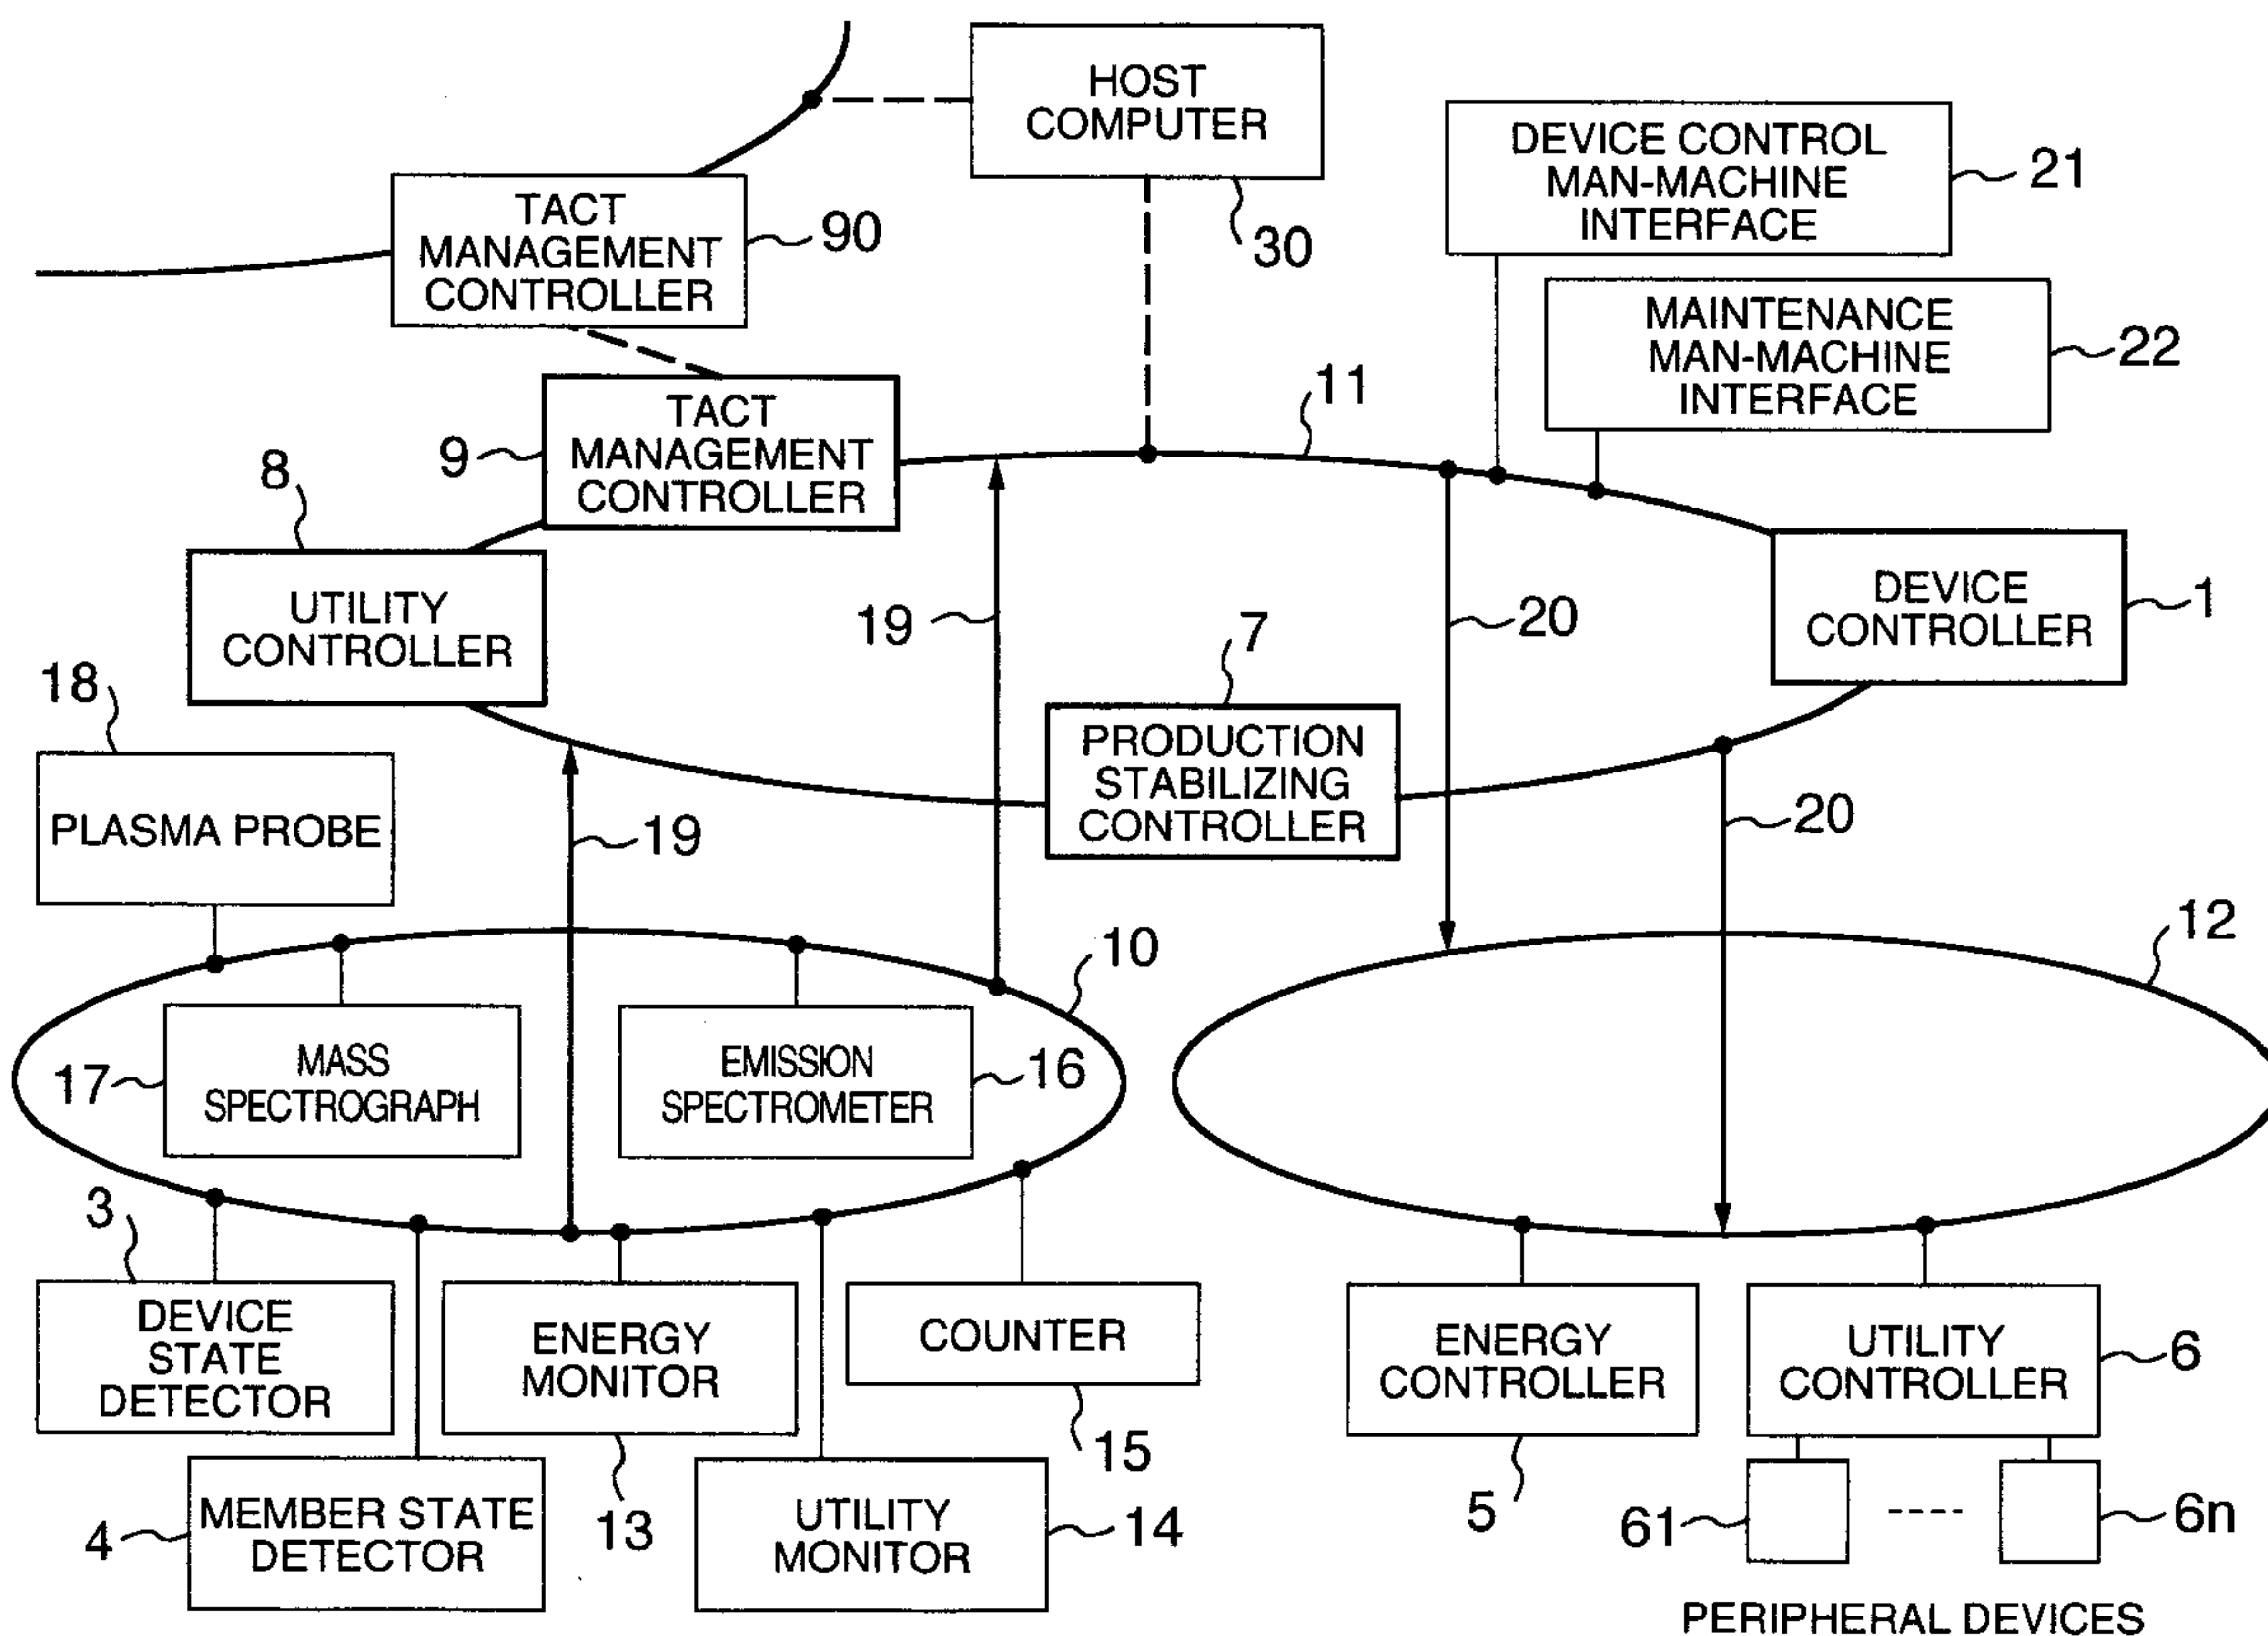 HOST
COMPUTER
30
DEVICE CONTROL
MAN-MACHINE
INTERFACE
21
TACT
MANAGEMENT
CONTROLLER
90
MAINTENANCE
MAN-MACHINE
INTERFACE
22
TACT
MANAGEMENT
CONTROLLER
9
11
8
UTILITY
CONTROLLER
19
20
DEVICE
CONTROLLER
1
7
PRODUCTION
STABILIZING
CONTROLLER
18
PLASMA PROBE
19
20
10
12
17
MASS
SPECTROGRAPH
EMISSION
SPECTROMETER
16
3
DEVICE
STATE
DETECTOR
ENERGY
MONITOR
13
COUNTER
15
ENERGY
CONTROLLER
5
UTILITY
CONTROLLER
6
4
MEMBER STATE
DETECTOR
UTILITY
MONITOR
14
61
6n
PERIPHERAL DEVICES